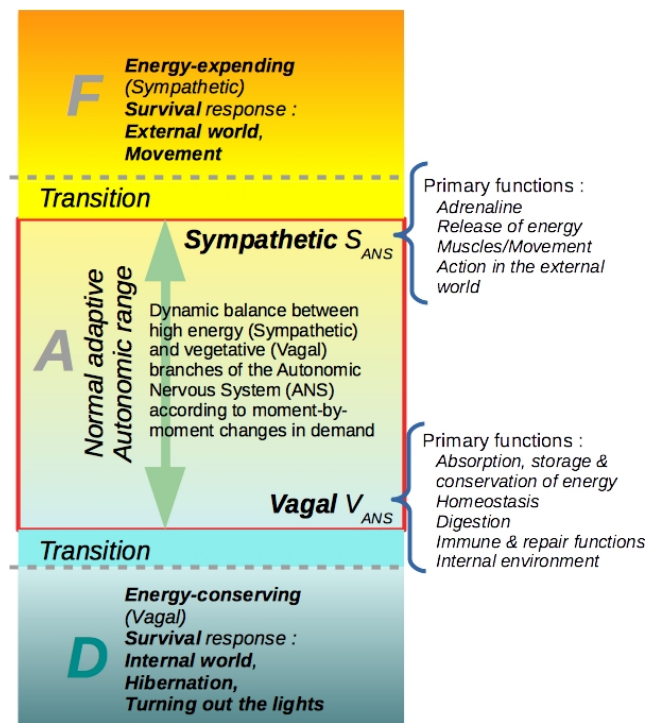 F
Energy-expending
(Sympathetic)
Survival response :
External world,
Movement
Transition
Sympathetic S ANS
Primary functions :
Adrenaline
Release of energy
Muscles/Movement
Action in the external
world
A
Normal adaptive
Autonomic range
Dynamic balance between
high energy (Sympathetic)
and vegetative (Vagal)
branches of the Autonomic
Nervous System (ANS)
according to moment-by-
moment changes in demand
Vagal V ANS
Primary functions :
Absorption, storage &
conservation of energy
Homeostasis
Digestion
Immune & repair functions
Internal environment
Transition
D
Energy-conserving
(Vagal)
Survival response :
Internal world,
Hibernation,
Turning out the lights